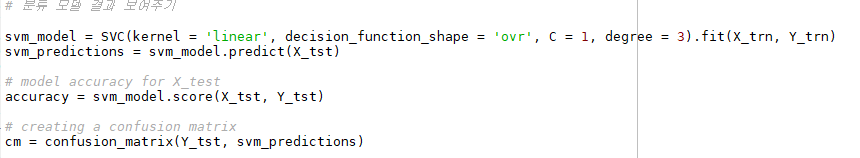 # 분류 모델 결과 보여주기
svm_model = SVC(kernel = 'linear', decision_function_shape = 'ovr', C = 1, degree = 3).fit(X_trn, Y_trn)
svm_predictions = svm_model.predict(X_tst)
# model accuracy for X_test
accuracy = svm_model.score(X_tst, Y_tst)
# creating a confusion matrix
cm = confusion_matrix(Y_tst, svm_predictions)